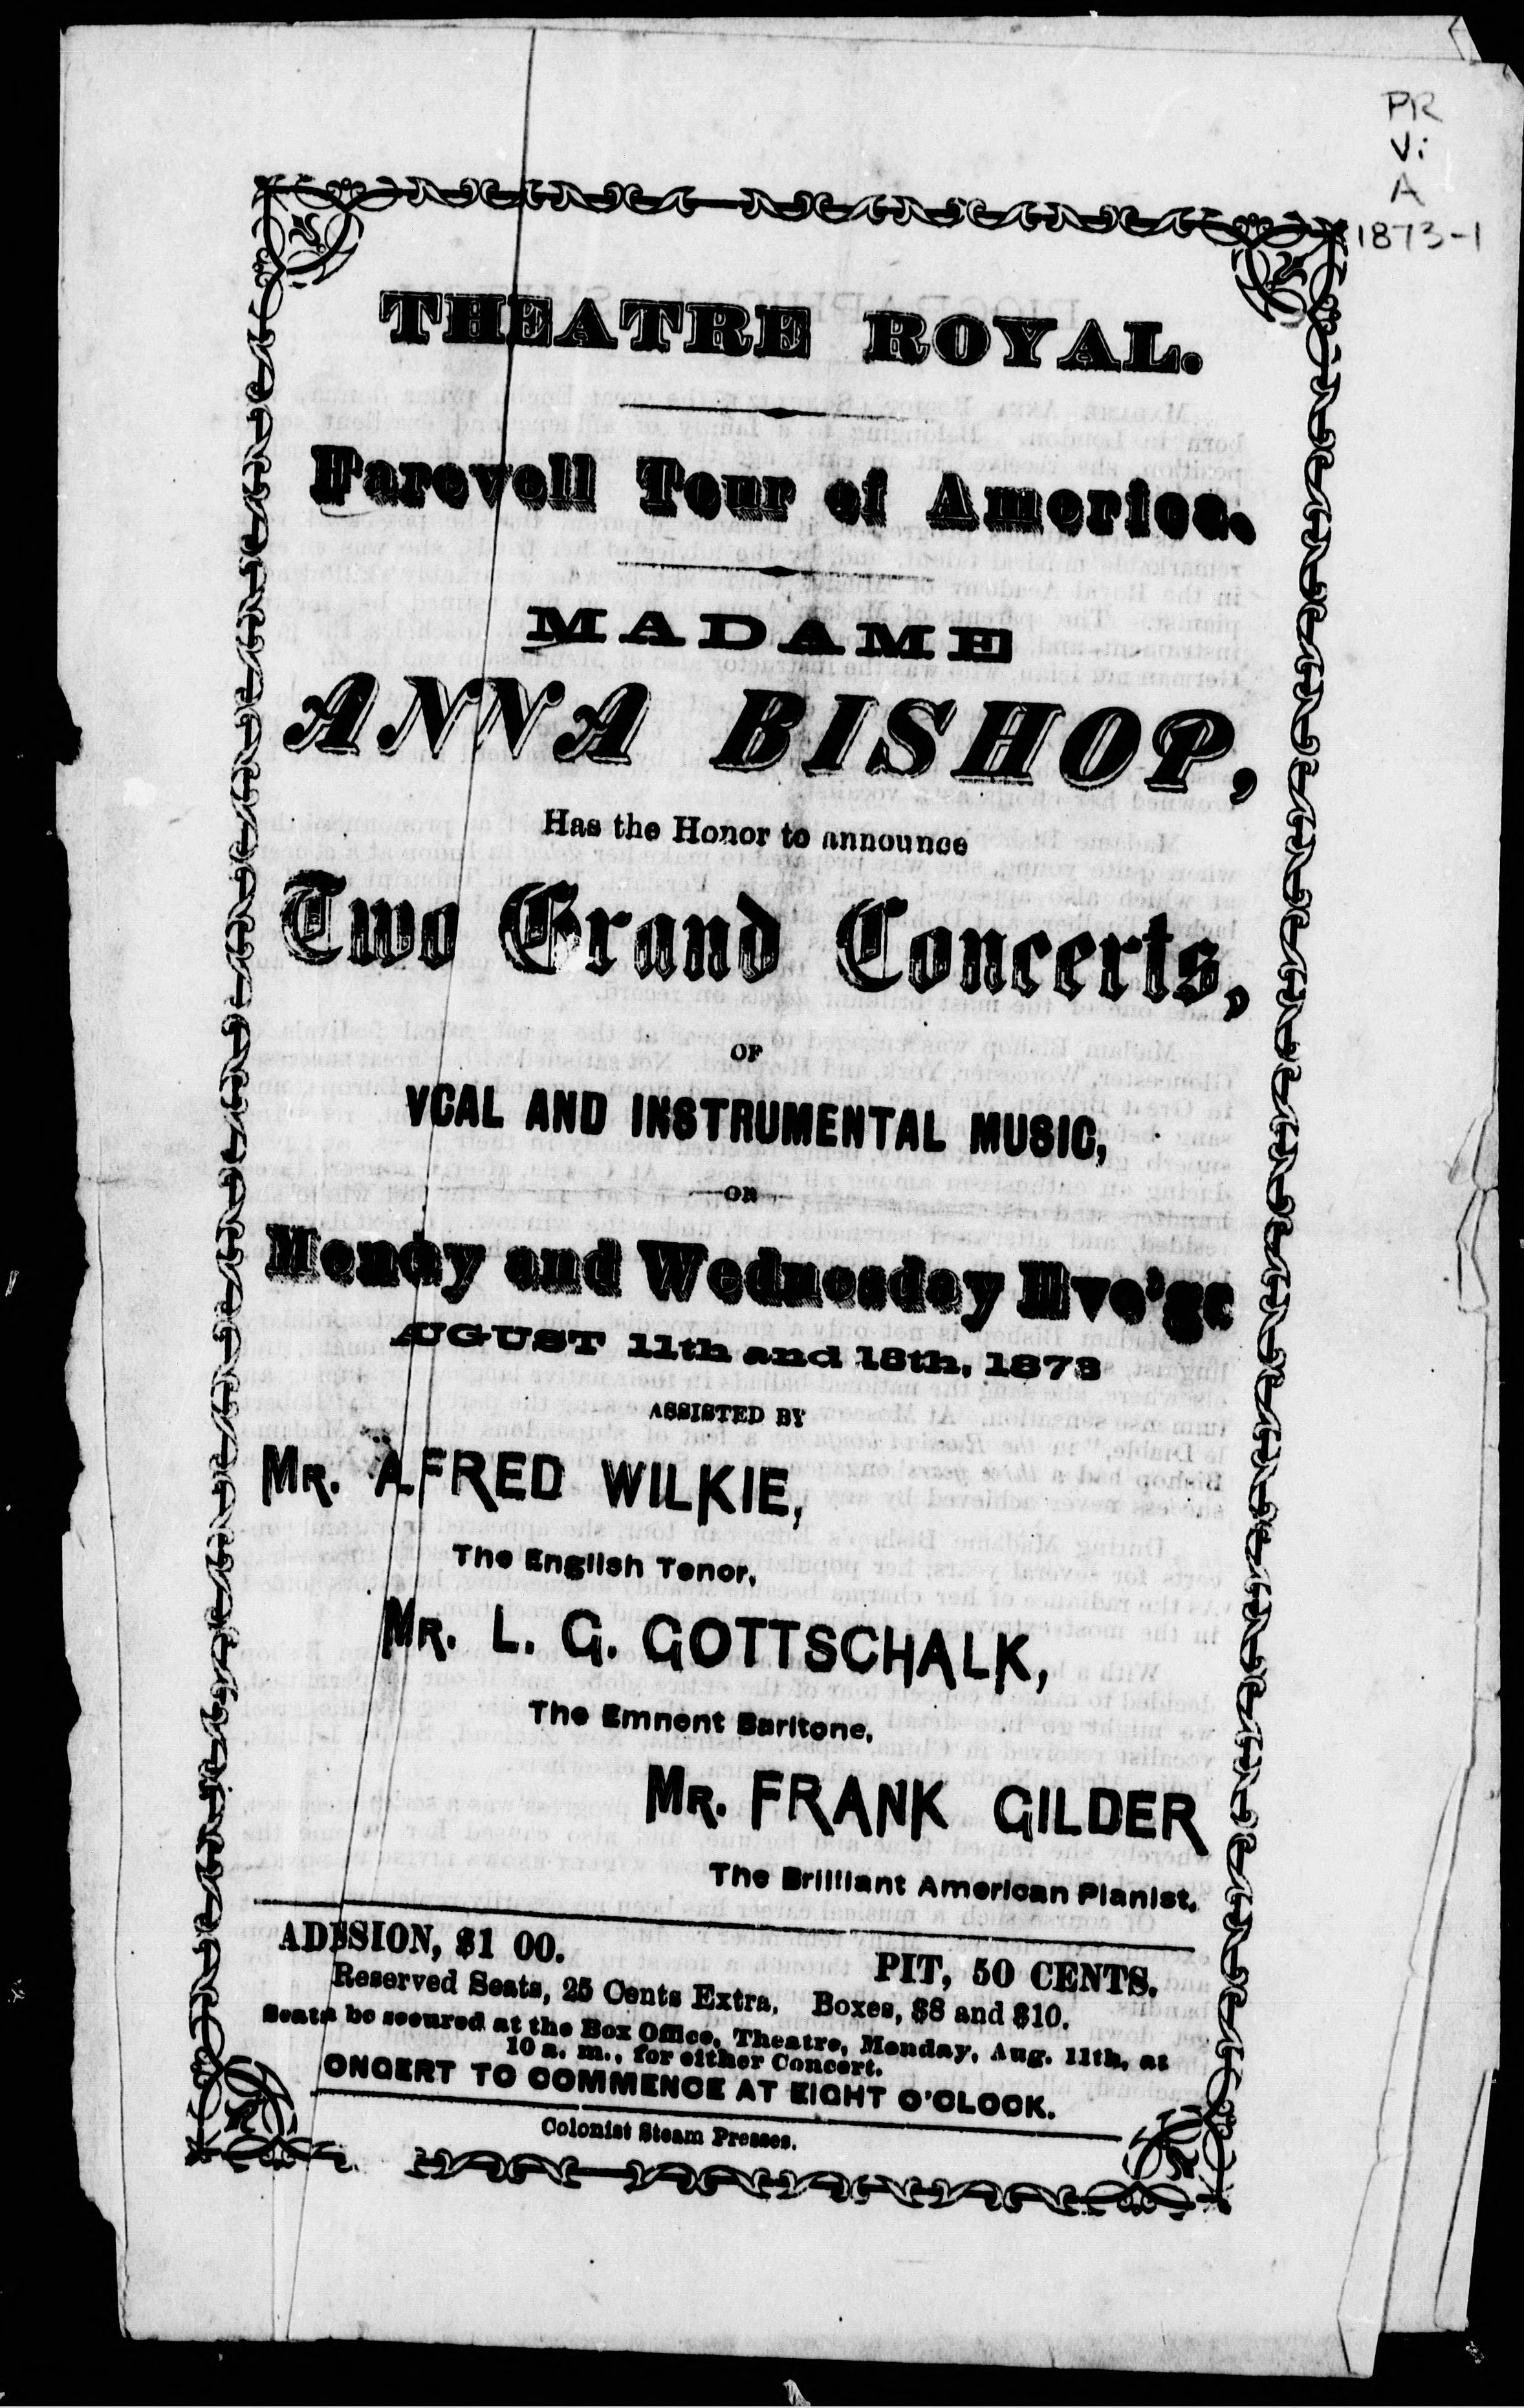 PR
Vi
A
1873-1
THEATRE ROYAL.
Farewell Tour of America.
MADAME
ANNA BISHOP,
Has the Honor to announce
Two Grand Concerts,
OF
VCAL AND INSTRUMENTAL MUSIC,
ON
Monday and Wednesday Eve'gs
AUGUST 11th and 13th, 1873
ASSISTED BY
MR. ALFRED WILKIE,
The English Tenor,
MR. L. G. GOTTSCHALK,
The Emnent Baritone,
MR. FRANK GILDER
The Brilliant American Pianist.
ADSSION, $1 00.
PIT, 50 CENTS.
Reserved Seats, 25 Cents Extra, Boxes, $8 and $10.
Seats be secured at the Box Office, Theatre, Monday, Aug. 11th, at
10 a. m., for either Concert.
ONCERT TO COMMENCE AT EIGHT O'CLOCK.
Colonist Steam Presses.